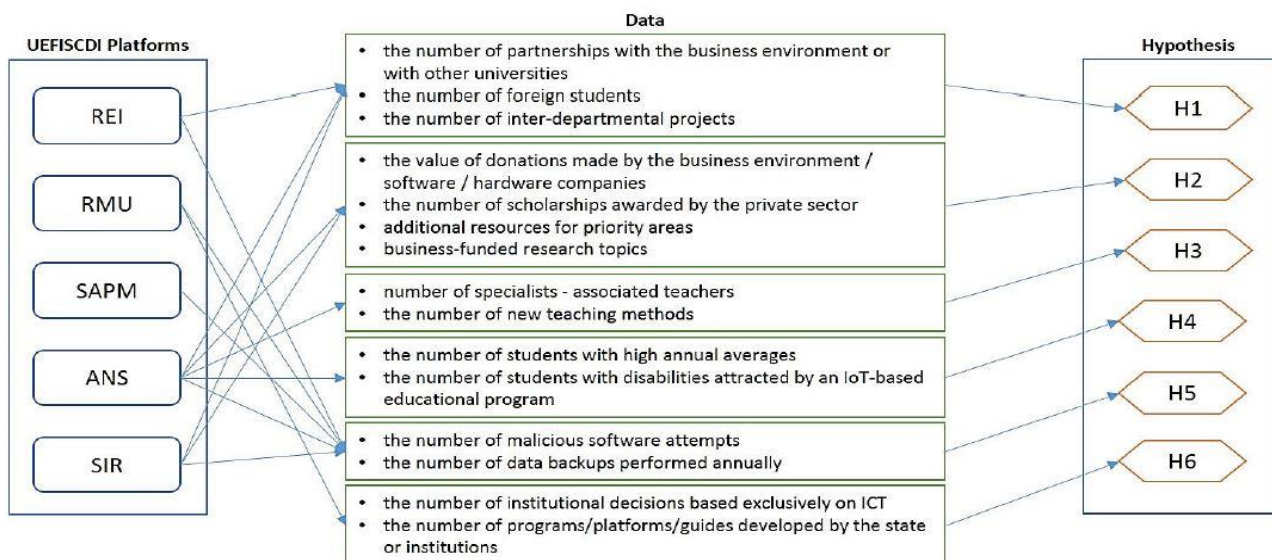 UEFISCDI Platforms
REI
RMU
SAPM
ANS
SIR
Data
• the number of partnerships with the business environment or
with other universities
• the number of foreign students
• the number of inter-departmental projects
• the value of donations made by the business environment /
software / hardware companies
• the number of scholarships awarded by the private sector
• additional resources for priority areas
• business-funded research topics
• number of specialists - associated teachers
• the number of new teaching methods
• the number of students with high annual averages
• the number of students with disabilities attracted by an IoT-based
educational program
• the number of malicious software attempts
• the number of data backups performed annually
• the number of institutional decisions based exclusively on ICT
• the number of programs/platforms/guides developed by the state
or institutions
Hypothesis
H1
H2
H3
H4
H5
H6